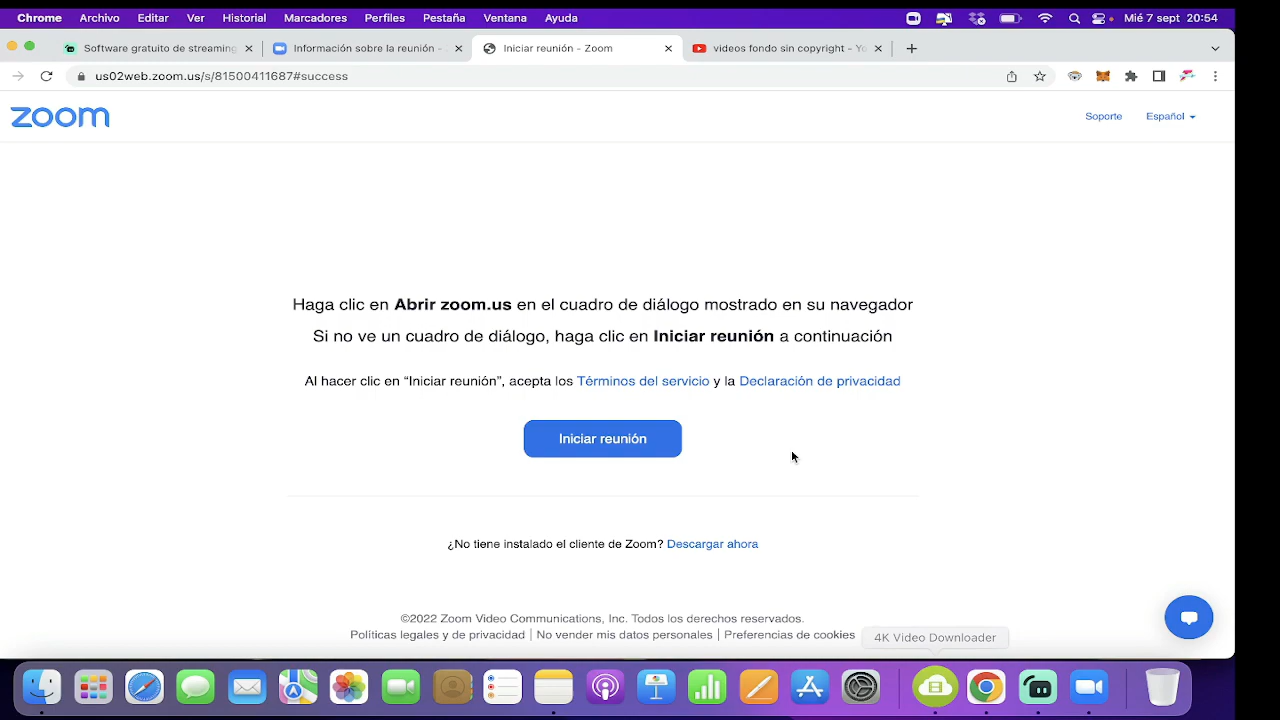 Chrome Archivo Editar Ver Historial Marcadores Perfiles Pestaña Ventana Ayuda Mié 7 sept 20:54
Software gratuito de streaming Información sobre la reunión - Iniciar reunión - Zoom videos fondo sin copyright - Yo
us02web.zoom.us/s/81500411687#success
zoom Soporte Español
Haga clic en Abrir zoom.us en el cuadro de diálogo mostrado en su navegador
Si no ve un cuadro de diálogo, haga clic en Iniciar reunión a continuación
Al hacer clic en “Iniciar reunión”, acepta los Términos del servicio y la Declaración de privacidad
Iniciar reunión
¿No tiene instalado el cliente de Zoom? Descargar ahora
©2022 Zoom Video Communications, Inc. Todos los derechos reservados.
Políticas legales y de privacidad | No vender mis datos personales | Preferencias de cookies
4K Video Downloader